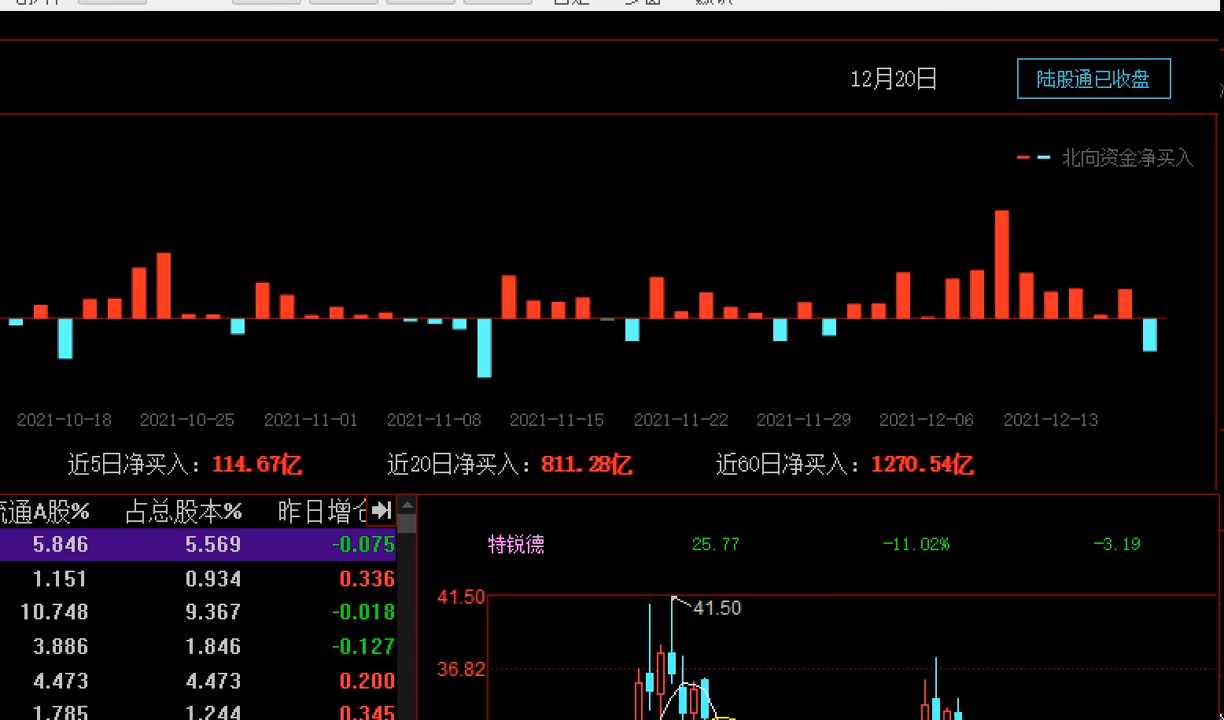 12月20日 陆股通已收盘
北向资金净买入
2021-10-18 2021-10-25 2021-11-01 2021-11-08 2021-11-15 2021-11-22 2021-11-29 2021-12-06 2021-12-13
近5日净买入：114.67亿 近20日净买入：811.28亿 近60日净买入：1270.54亿
通A股% 占总股本% 昨日增
5.846 5.569 -0.075
1.151 0.934 0.336
10.748 9.367 -0.018
3.886 1.846 -0.127
4.473 4.473 0.200
1.785 1.244 0.345
特锐德 25.77 -11.02% -3.19
41.50
41.50
36.82